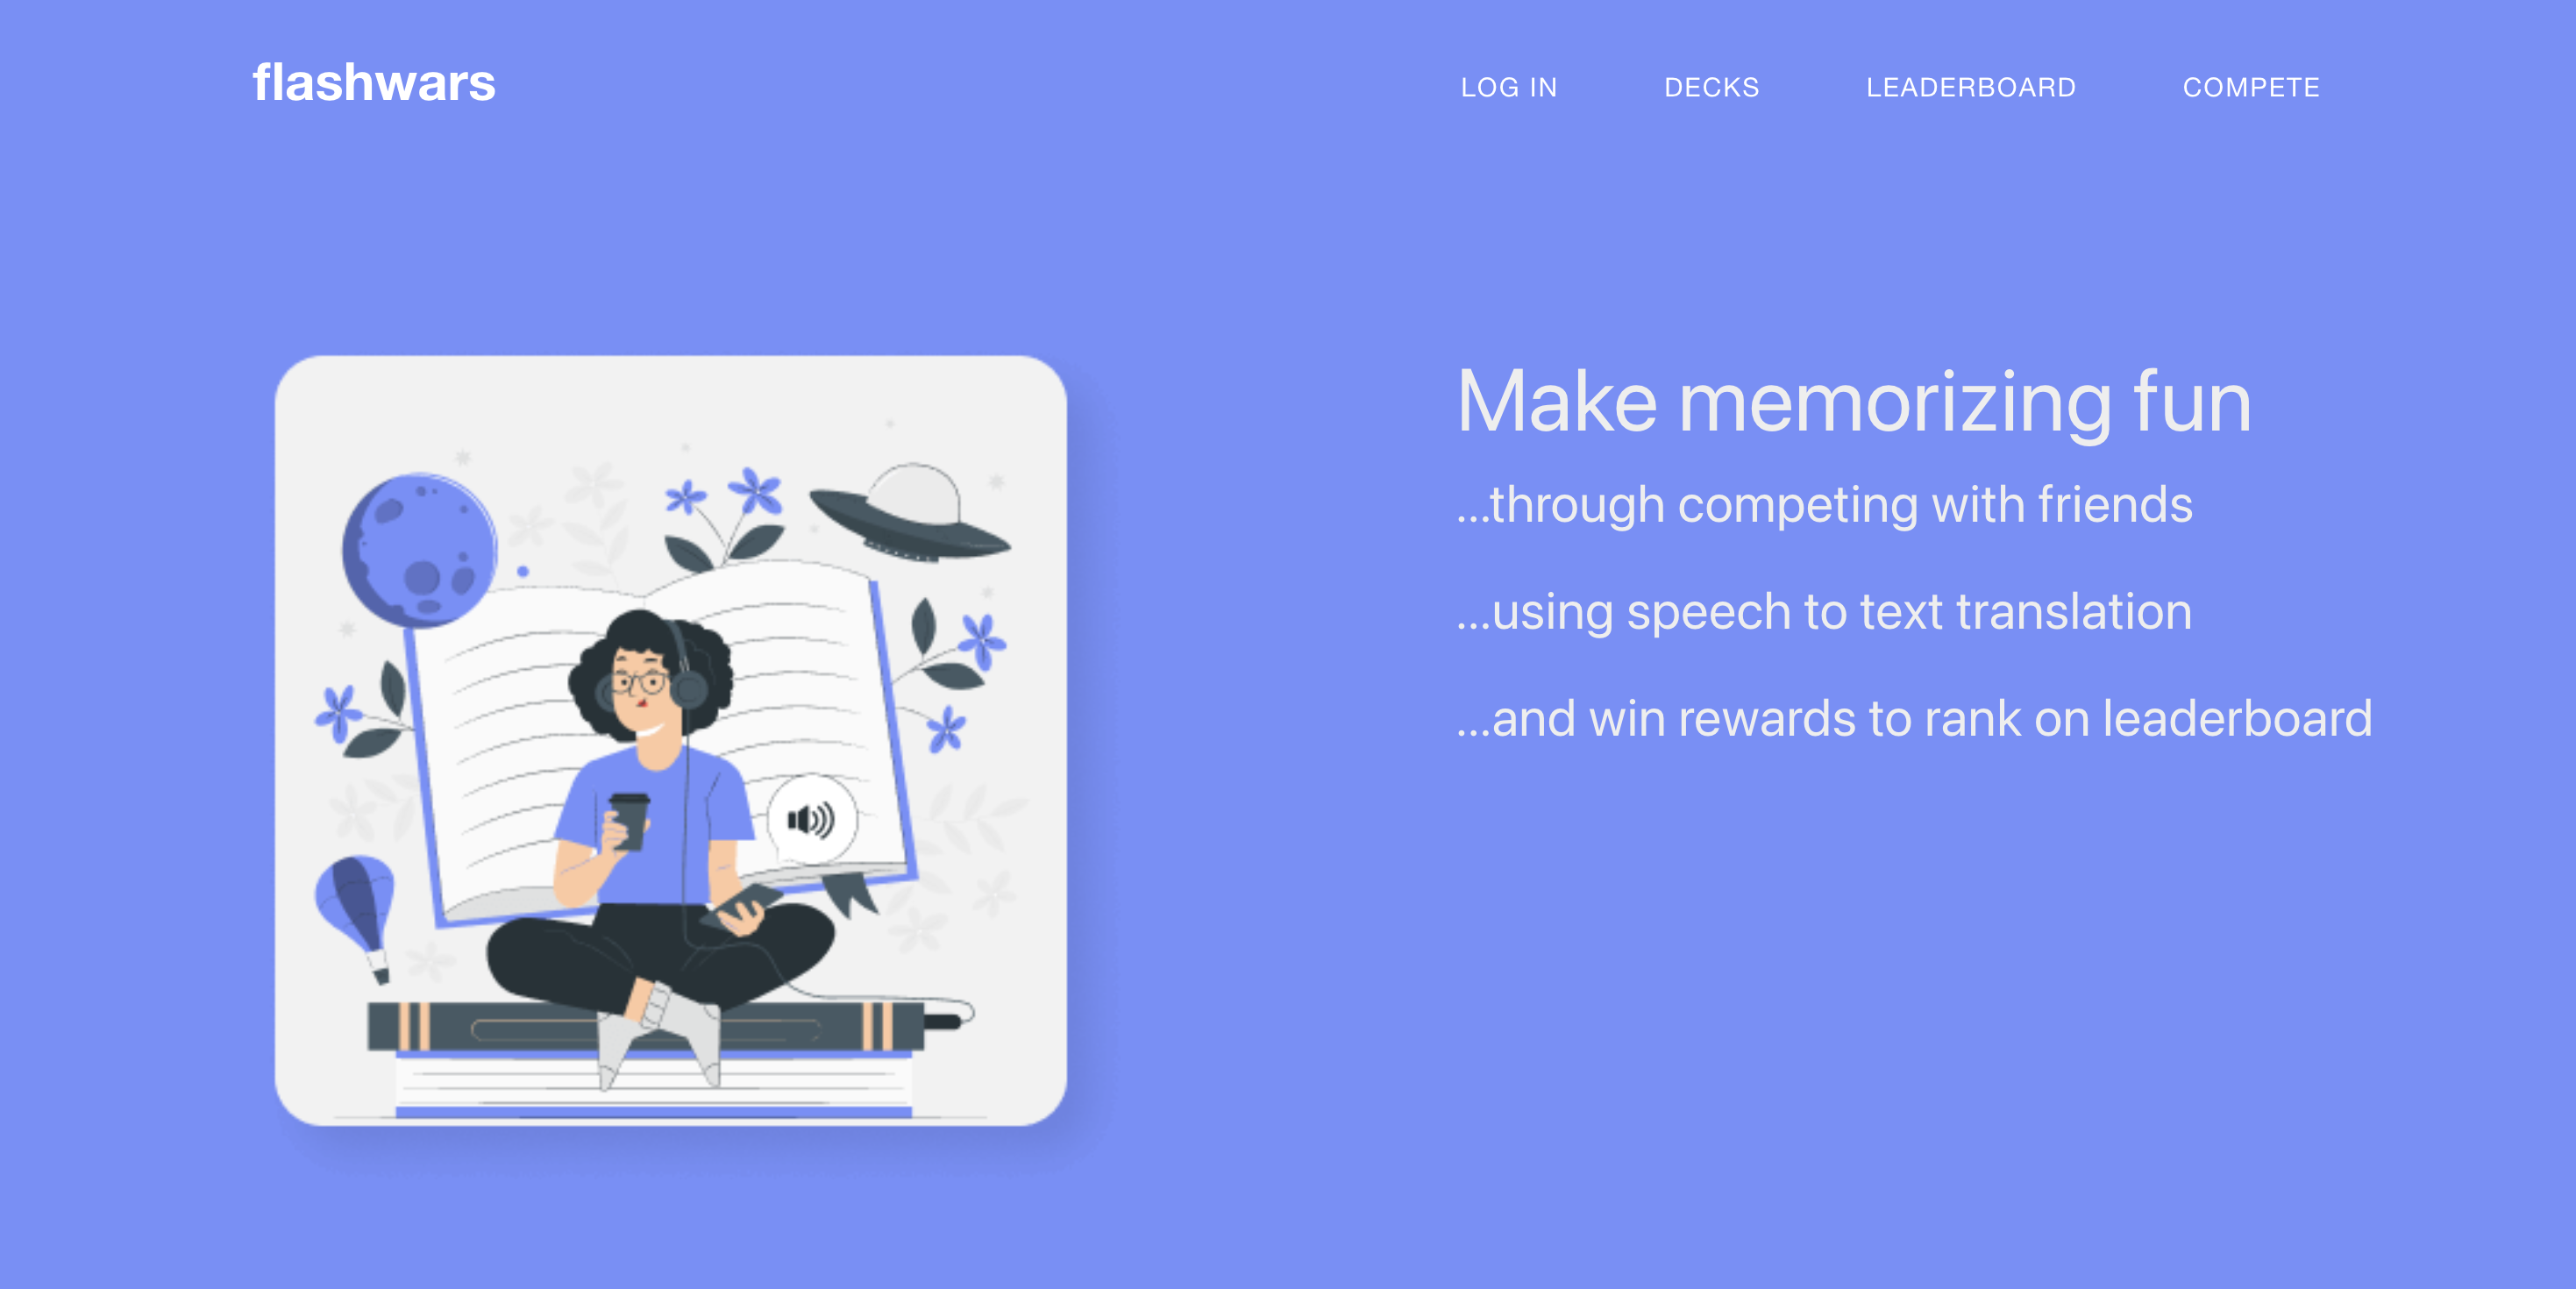 flashwars
LOG IN DECKS LEADERBOARD COMPETE
Make memorizing fun
...through competing with friends
...using speech to text translation
...and win rewards to rank on leaderboard